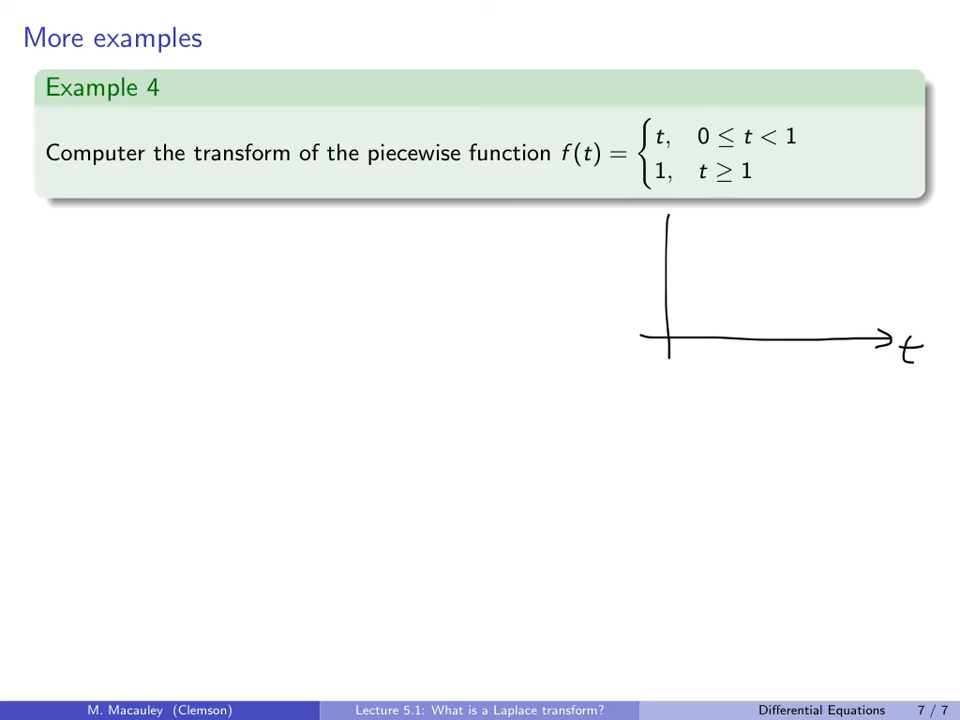 More examples
Example 4
Computer the transform of the piecewise function f(t) = { t, 0 ≤ t < 1
1, t ≥ 1
t
M. Macauley (Clemson) Lecture 5.1: What is a Laplace transform? Differential Equations 7 / 7